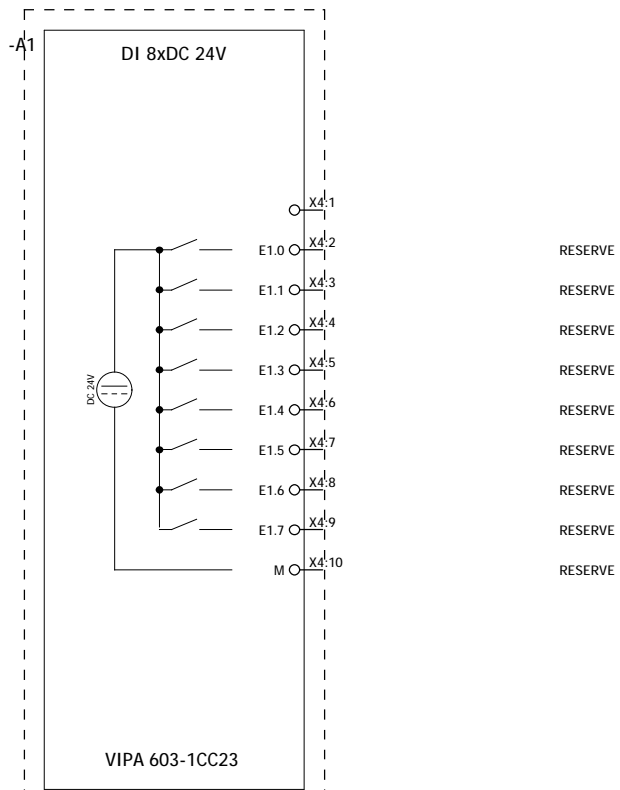 -A1
DI 8xDC 24V
X4:1
E1.0 X4:2 RESERVE
E1.1 X4:3 RESERVE
E1.2 X4:4 RESERVE
E1.3 X4:5 RESERVE
DC 24V
E1.4 X4:6 RESERVE
E1.5 X4:7 RESERVE
E1.6 X4:8 RESERVE
E1.7 X4:9 RESERVE
M X4:10 RESERVE
VIPA 603-1CC23